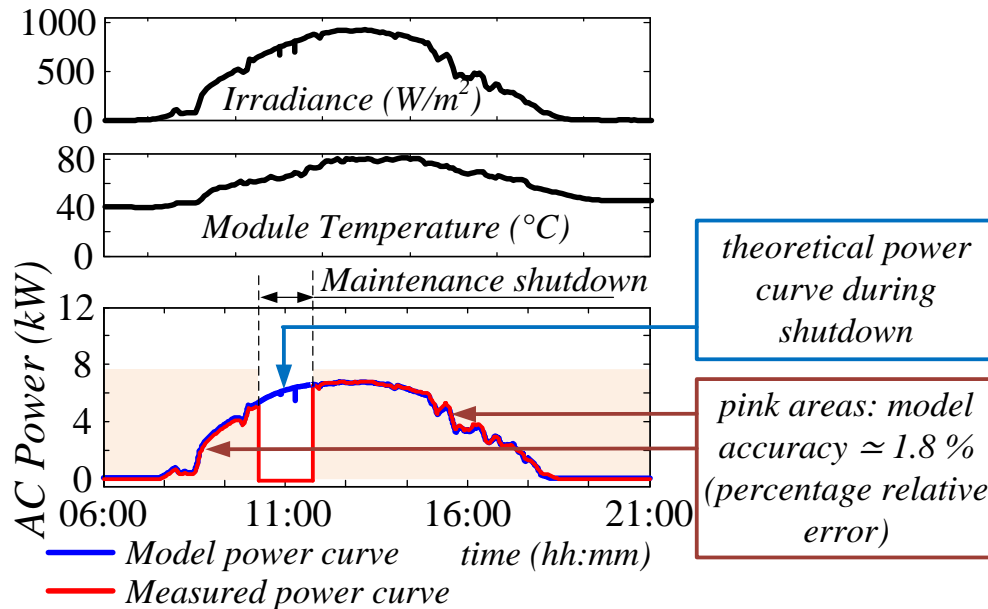 1000
500
0
Irradiance (W/m²)
80
40
0
Module Temperature (°C)
Maintenance shutdown
AC Power (kW)
12
8
4
0
06:00 11:00 16:00 21:00
time (hh:mm)
Model power curve
Measured power curve
theoretical power
curve during
shutdown
pink areas: model
accuracy ≃ 1.8 %
(percentage relative
error)